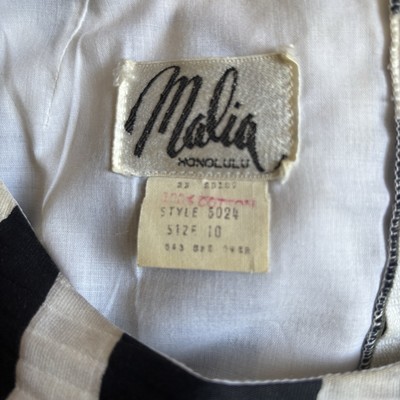 Malia
HONOLULU
100% COTTON
STYLE 5024
SIZE 10